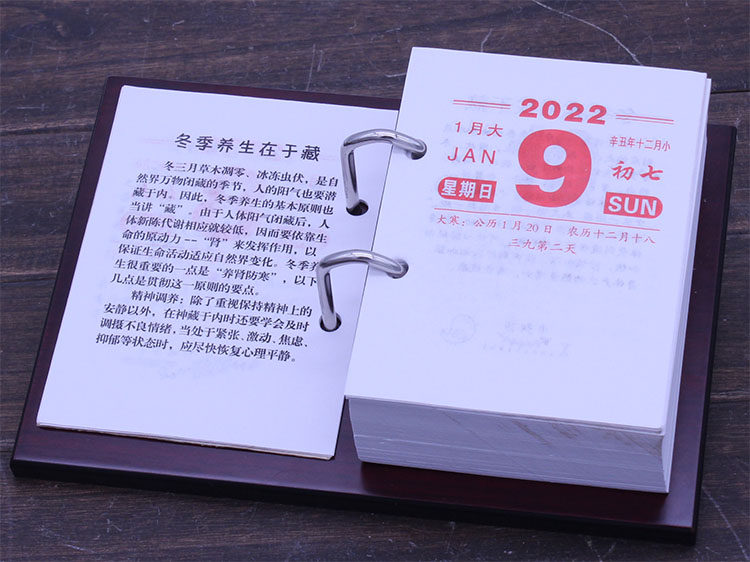 冬季养生在于藏
冬三月草木凋零、冰冻虫伏，是自
然界万物闭藏的季节，人的阳气也要潜
藏于内。因此，冬季养生的基本原则也
当讲“藏”。由于人体阳气闭藏后，人
体新陈代谢相应就较低，因而要依靠生
命的原动力--“肾”来发挥作用，以
保证生命活动适应自然界变化。冬季养
生很重要的一点是“养肾防寒”，以下
几点是贯彻这一原则的要点。
精神调养：除了重视保持精神上的
安静以外，在神藏于内时还要学会及时
调摄不良情绪，当处于紧张、激动、焦虑、
抑郁等状态时，应尽快恢复心理平静。
2022
1月大
JAN
星期日
9
辛丑年十二月小
初七
SUN
大寒：公历1月20日 农历十二月十八
三九第二天